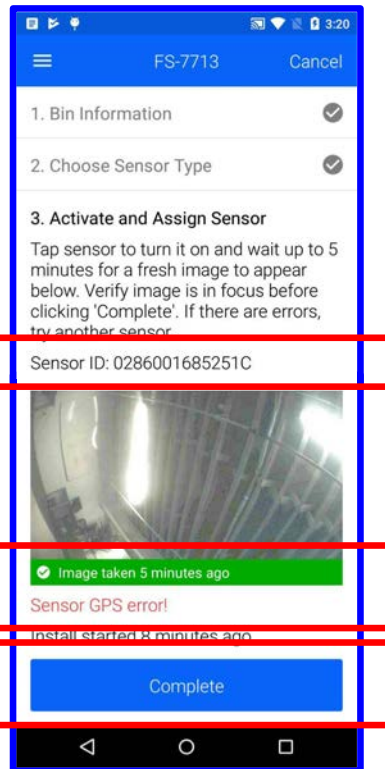 3:20
FS-7713
Cancel
1. Bin Information
2. Choose Sensor Type
3. Activate and Assign Sensor
Tap sensor to turn it on and wait up to 5
minutes for a fresh image to appear
below. Verify image is in focus before
clicking 'Complete'. If there are errors,
try another sensor
Sensor ID: 0286001685251C
Image taken 5 minutes ago
Sensor GPS error!
Install started 8 minutes ago
Complete